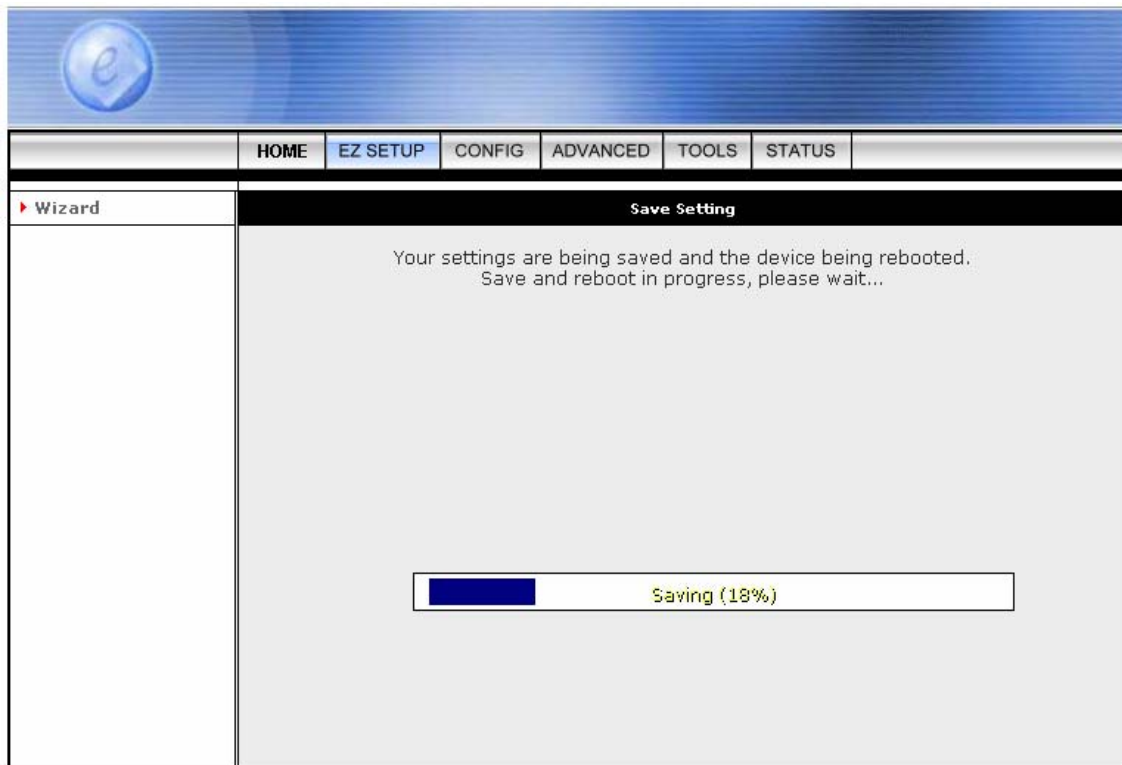 e
HOME EZ SETUP CONFIG ADVANCED TOOLS STATUS
Wizard
Save Setting
Your settings are being saved and the device being rebooted.
Save and reboot in progress, please wait...
Saving (18%)